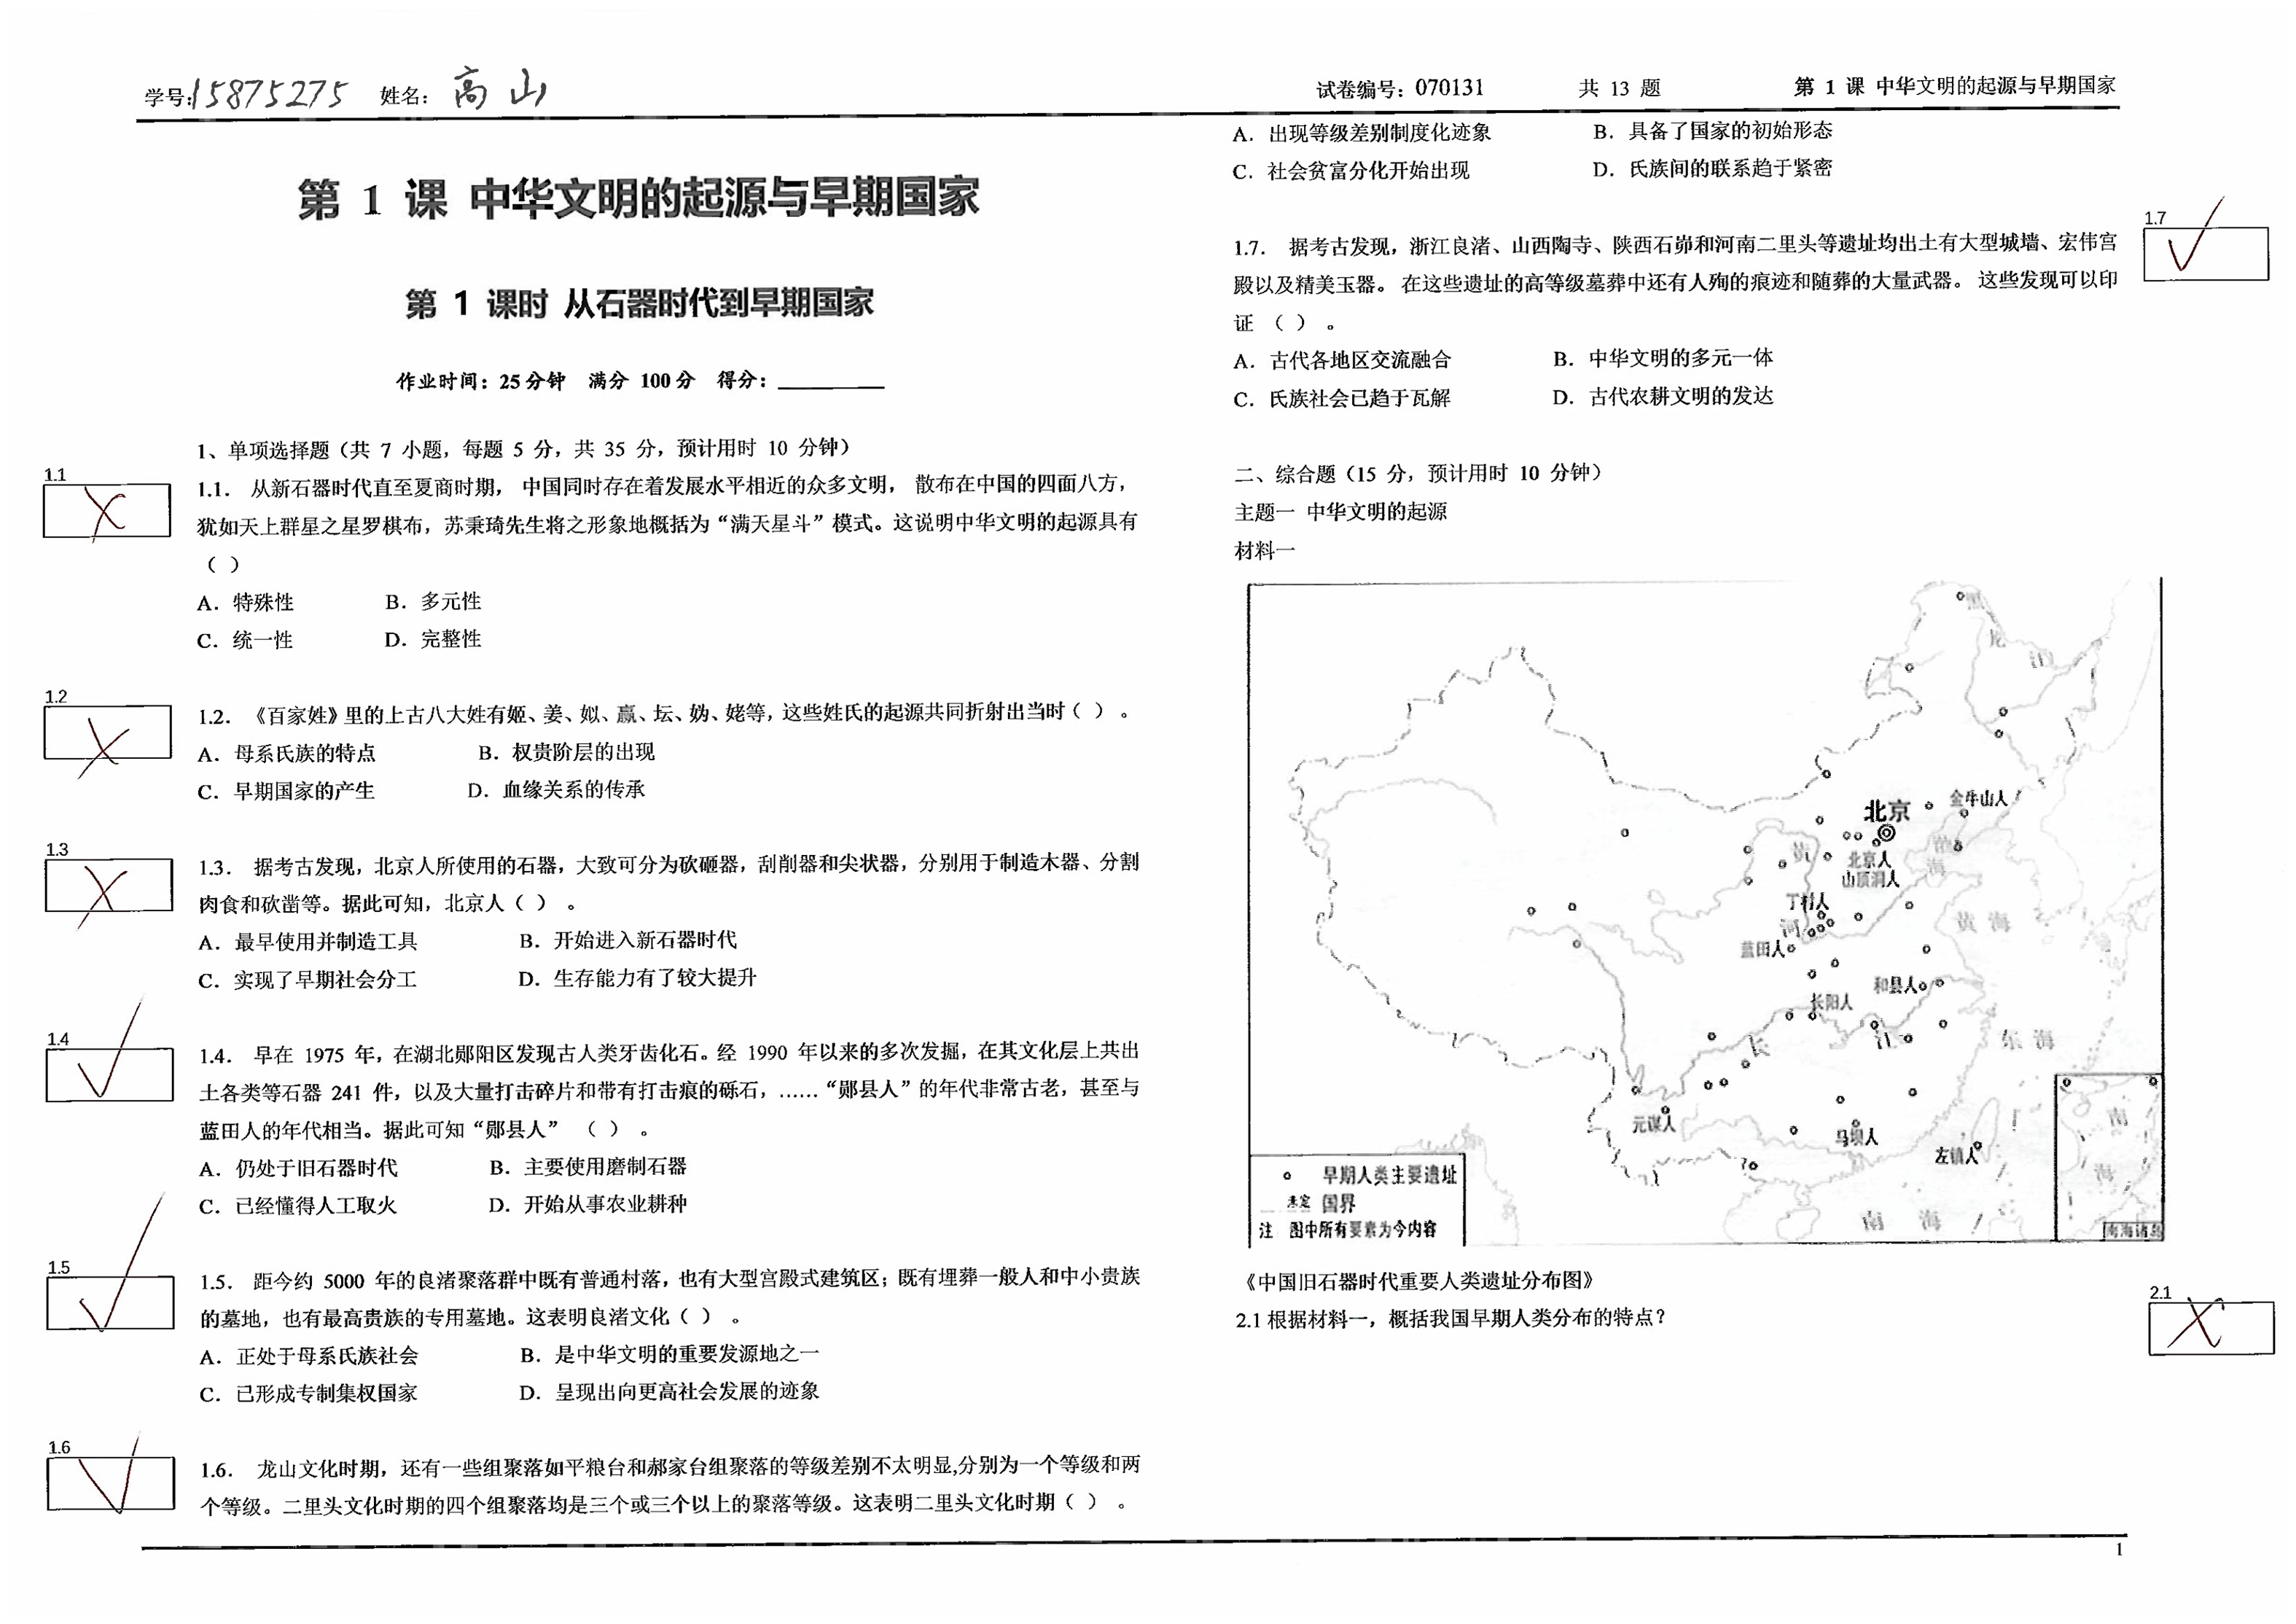 学号:15875275 姓名: 高山
试卷编号: 070131 共 13 题 第 1 课 中华文明的起源与早期国家
第 1 课 中华文明的起源与早期国家
第 1 课时 从石器时代到早期国家
作业时间: 25分钟 满分 100分 得分:
1、单项选择题（共 7 小题，每题 5 分，共 35 分，预计用时 10 分钟）
1.1
1.1. 从新石器时代直至夏商时期， 中国同时存在着发展水平相近的众多文明， 散布在中国的四面八方，
犹如天上群星之星罗棋布，苏秉琦先生将之形象地概括为“满天星斗”模式。这说明中华文明的起源具有
（ ）
A. 特殊性 B. 多元性
C. 统一性 D. 完整性
1.2
1.2. 《百家姓》里的上古八大姓有姬、姜、姒、嬴、妘、妫、姥等，这些姓氏的起源共同折射出当时（ ）。
A. 母系氏族的特点 B. 权贵阶层的出现
C. 早期国家的产生 D. 血缘关系的传承
1.3
1.3. 据考古发现，北京人所使用的石器，大致可分为砍砸器，刮削器和尖状器，分别用于制造木器、分割
肉食和砍凿等。据此可知，北京人（ ）。
A. 最早使用并制造工具 B. 开始进入新石器时代
C. 实现了早期社会分工 D. 生存能力有了较大提升
1.4
1.4. 早在 1975 年，在湖北郧阳区发现古人类牙齿化石。经 1990 年以来的多次发掘，在其文化层上共出
土各类等石器 241 件，以及大量打击碎片和带有打击痕的砾石，……“郧县人”的年代非常古老，甚至与
蓝田人的年代相当。据此可知“郧县人” （ ）。
A. 仍处于旧石器时代 B. 主要使用磨制石器
C. 已经懂得人工取火 D. 开始从事农业耕种
1.5
1.5. 距今约 5000 年的良渚聚落群中既有普通村落，也有大型宫殿式建筑区；既有埋葬一般人和中小贵族
的墓地，也有最高贵族的专用墓地。这表明良渚文化（ ）。
A. 正处于母系氏族社会 B. 是中华文明的重要发源地之一
C. 已形成专制集权国家 D. 呈现出向更高社会发展的迹象
1.6
1.6. 龙山文化时期，还有一些组聚落如平粮台和郝家台组聚落的等级差别不太明显,分别为一个等级和两
个等级。二里头文化时期的四个组聚落均是三个或三个以上的聚落等级。这表明二里头文化时期（ ）。
A. 出现等级差别制度化迹象 B. 具备了国家的初始形态
C. 社会贫富分化开始出现 D. 氏族间的联系趋于紧密
1.7
1.7. 据考古发现，浙江良渚、山西陶寺、陕西石峁和河南二里头等遗址均出土有大型城墙、宏伟宫
殿以及精美玉器。 在这些遗址的高等级墓葬中还有人殉的痕迹和随葬的大量武器。 这些发现可以印
证 （ ）。
A. 古代各地区交流融合 B. 中华文明的多元一体
C. 氏族社会已趋于瓦解 D. 古代农耕文明的发达
二、综合题（15 分，预计用时 10 分钟）
主题一 中华文明的起源
材料一
黑
龙
江
北京
金牛山人
渤
海
北京人
山顶洞人
黄
丁村人
河
黄 海
蓝田人
和县人
长阳人
长
江
东 海
元谋人
马坝人
左镇人
南
海
南 海
南海诸岛
早期人类主要遗址
未定 国界
注 图中所有要素为今内容
《中国旧石器时代重要人类遗址分布图》
2.1
2.1 根据材料一，概括我国早期人类分布的特点？
1